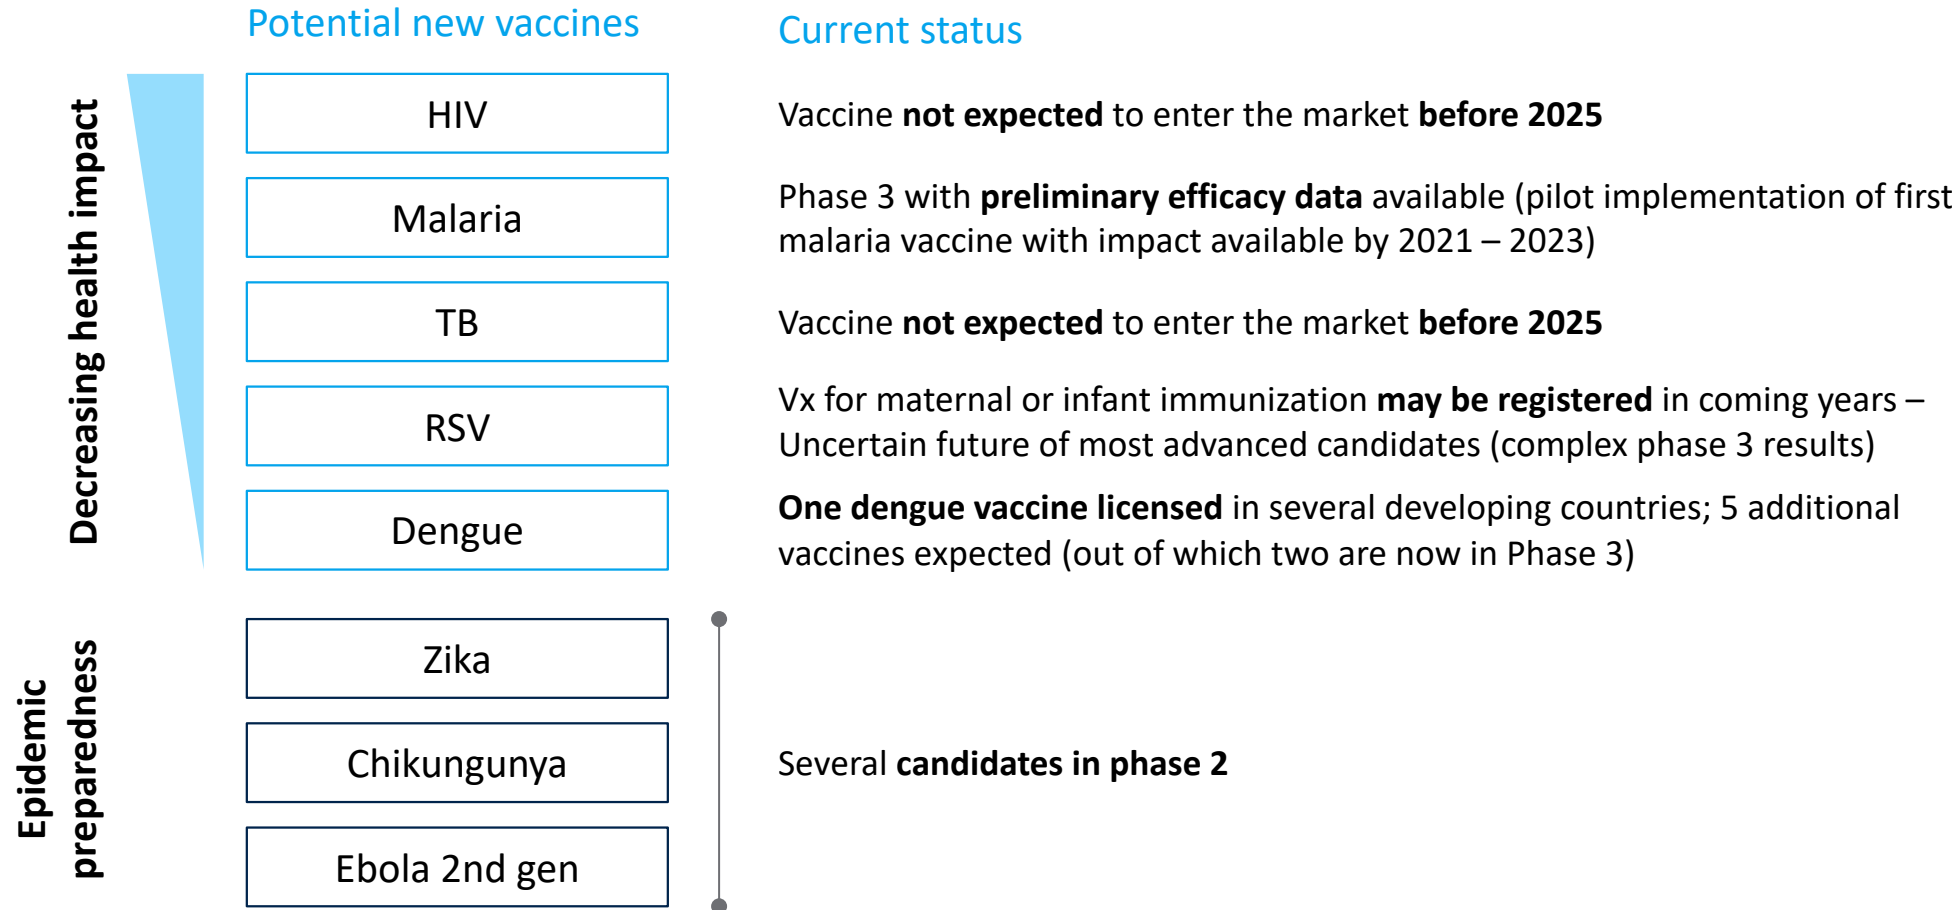 Potential new vaccines
Current status
Decreasing health impact
HIV
Vaccine not expected to enter the market before 2025
Malaria
Phase 3 with preliminary efficacy data available (pilot implementation of first
malaria vaccine with impact available by 2021 – 2023)
TB
Vaccine not expected to enter the market before 2025
RSV
Vx for maternal or infant immunization may be registered in coming years –
Uncertain future of most advanced candidates (complex phase 3 results)
Dengue
One dengue vaccine licensed in several developing countries; 5 additional
vaccines expected (out of which two are now in Phase 3)
Epidemic
preparedness
Zika
Chikungunya
Several candidates in phase 2
Ebola 2nd gen